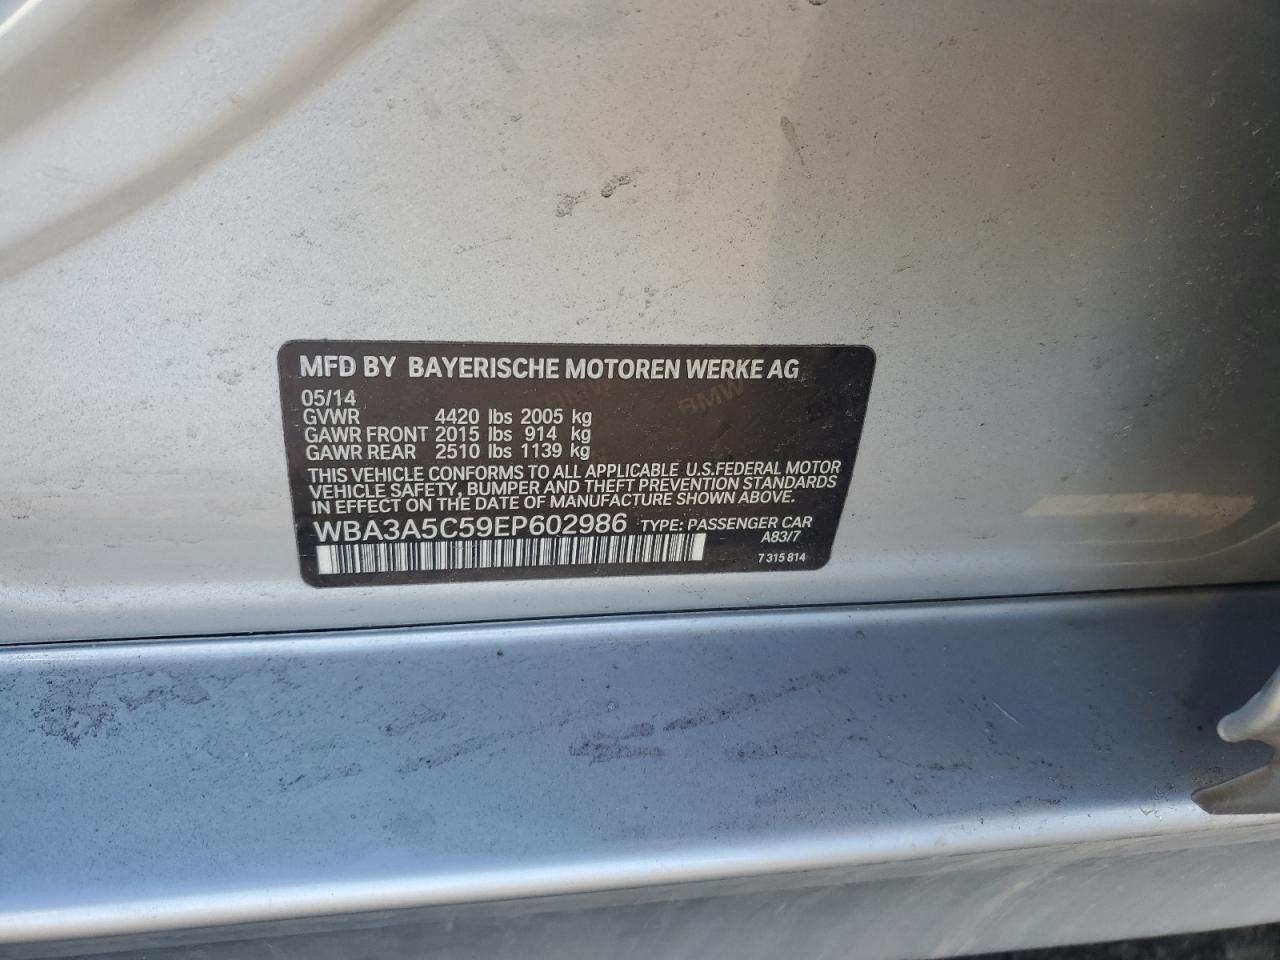 MFD BY BAYERISCHE MOTOREN WERKE AG
05/14
GVWR 4420 lbs 2005 kg
GAWR FRONT 2015 lbs 914 kg
GAWR REAR 2510 lbs 1139 kg
THIS VEHICLE CONFORMS TO ALL APPLICABLE U.S.FEDERAL MOTOR
VEHICLE SAFETY, BUMPER AND THEFT PREVENTION STANDARDS
IN EFFECT ON THE DATE OF MANUFACTURE SHOWN ABOVE.
WBA3A5C59EP602986 TYPE: PASSENGER CAR
A83/7
7 315 814
BMW
BMW